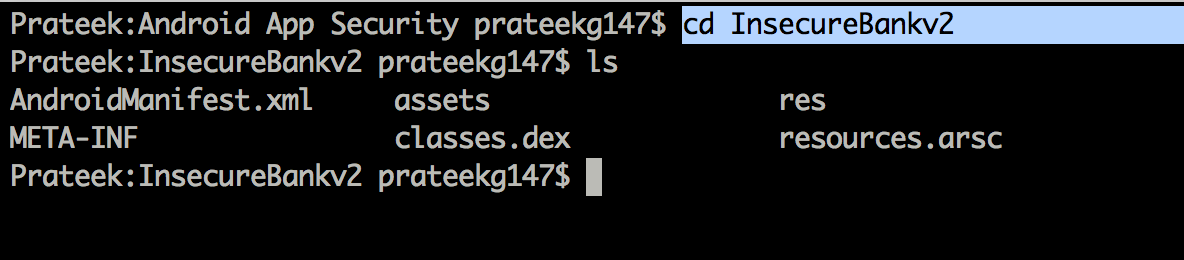 Prateek:Android App Security prateekg147$ cd InsecureBankv2
Prateek:InsecureBankv2 prateekg147$ ls
AndroidManifest.xml assets res
META-INF classes.dex resources.arsc
Prateek:InsecureBankv2 prateekg147$